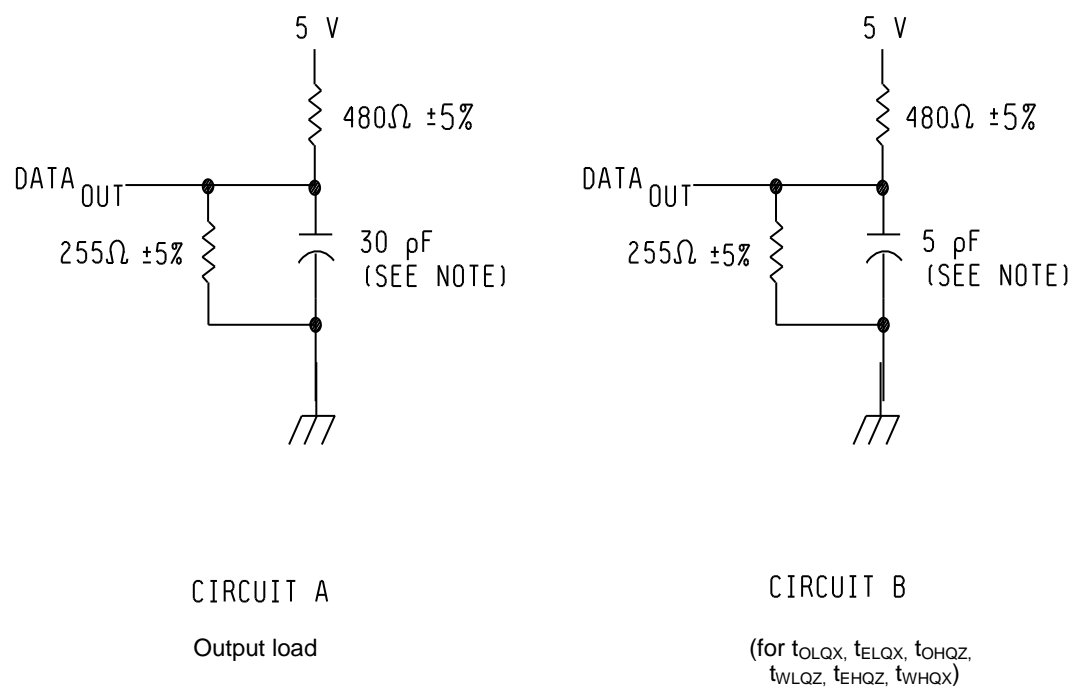 5 V
480Ω ±5%
DATA OUT
255Ω ±5%
30 pF
(SEE NOTE)
CIRCUIT A
Output load
5 V
480Ω ±5%
DATA OUT
255Ω ±5%
5 pF
(SEE NOTE)
CIRCUIT B
(for tOLQX, tELQX, tOHQZ,
tWLQZ, tEHQZ, tWHQX)